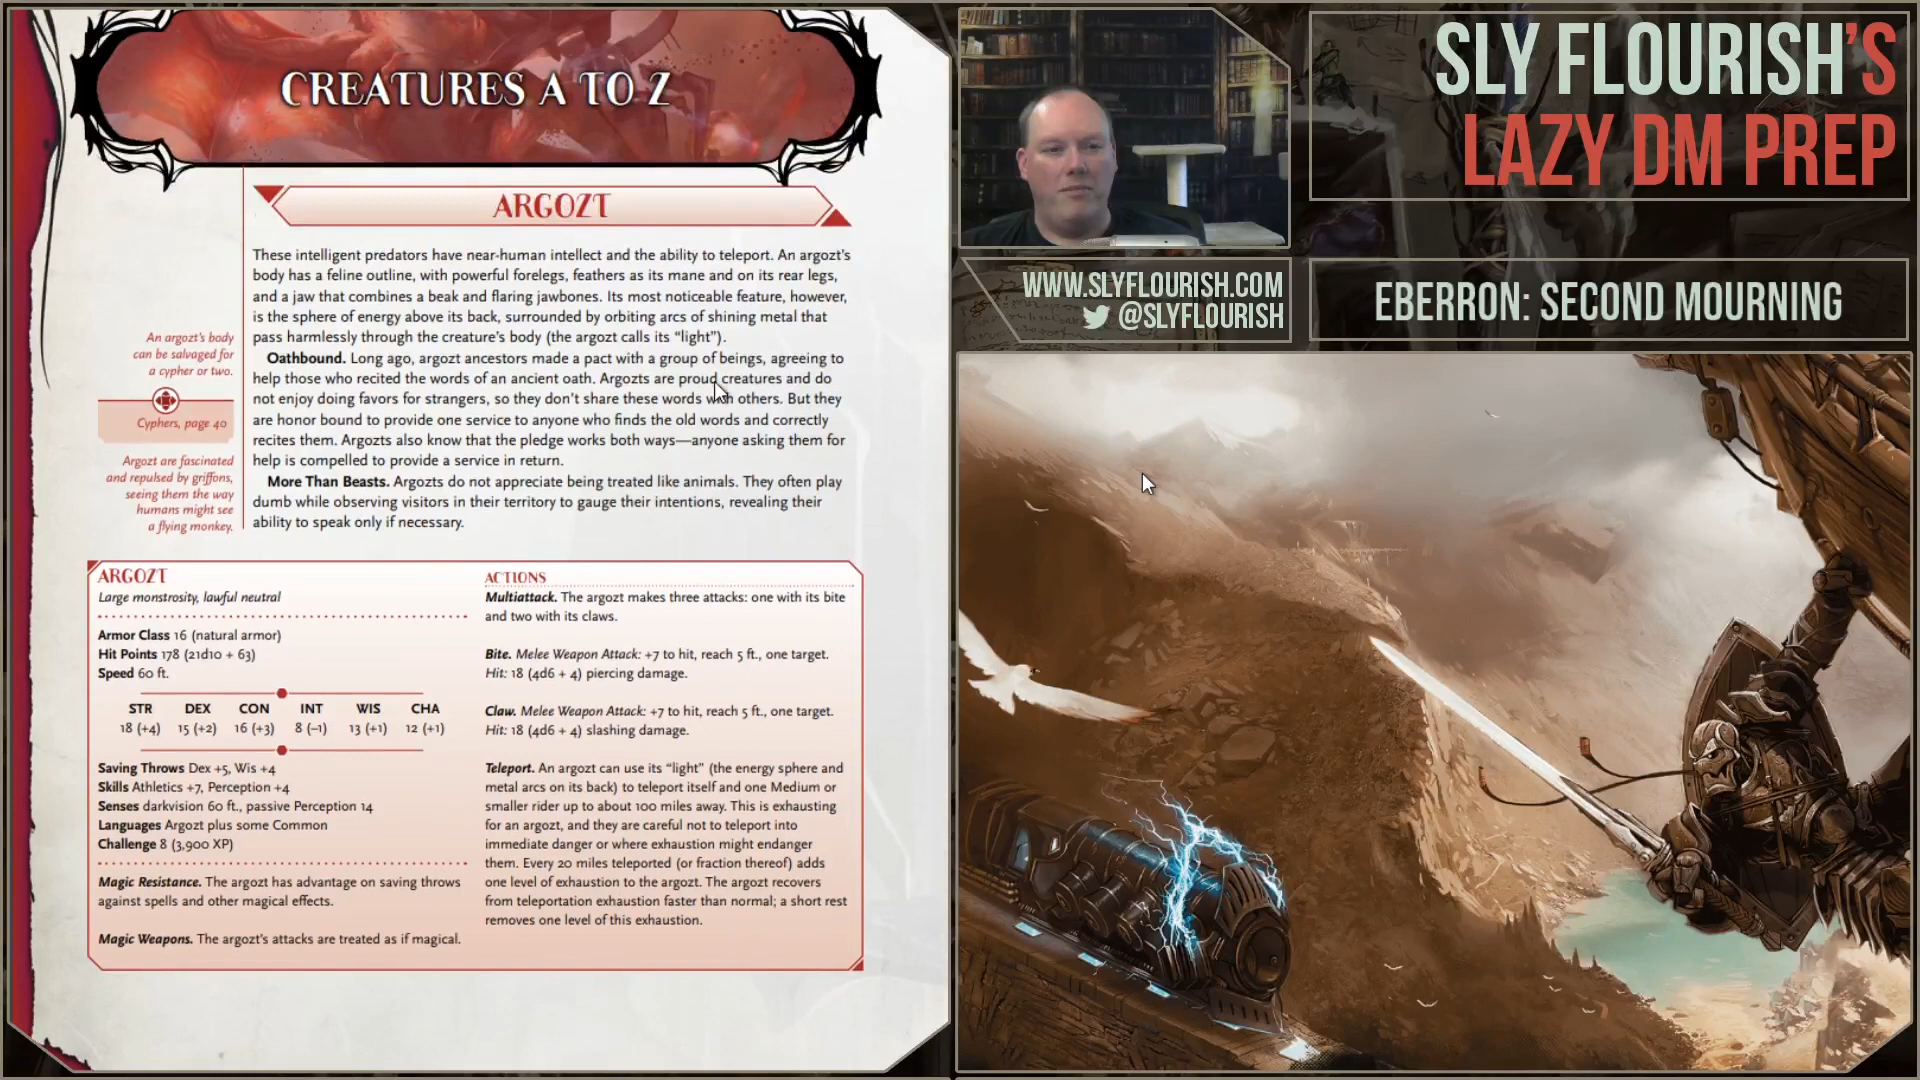 CREATURES A TO Z
ARGOZT
These intelligent predators have near-human intellect and the ability to teleport. An argozt’s
body has a feline outline, with powerful forelegs, feathers as its mane and on its rear legs,
and a jaw that combines a beak and flaring jawbones. Its most noticeable feature, however,
is the sphere of energy above its back, surrounded by orbiting arcs of shining metal that
pass harmlessly through the creature’s body (the argozt calls its “light”).
Oathbound. Long ago, argozt ancestors made a pact with a group of beings, agreeing to
help those who recited the words of an ancient oath. Argozts are proud creatures and do
not enjoy doing favors for strangers, so they don’t share these words with others. But they
are honor bound to provide one service to anyone who finds the old words and correctly
recites them. Argozts also know that the pledge works both ways—anyone asking them for
help is compelled to provide a service in return.
More Than Beasts. Argozts do not appreciate being treated like animals. They often play
dumb while observing visitors in their territory to gauge their intentions, revealing their
ability to speak only if necessary.
An argozt’s body
can be salvaged for
a cypher or two.
Cyphers, page 40
Argozt are fascinated
and repulsed by griffons,
seeing them the way
humans might see
a flying monkey.
ARGOZT
Large monstrosity, lawful neutral
Armor Class 16 (natural armor)
Hit Points 178 (21d10 + 63)
Speed 60 ft.
STR DEX CON INT WIS CHA
18 (+4) 15 (+2) 16 (+3) 8 (–1) 13 (+1) 12 (+1)
Saving Throws Dex +5, Wis +4
Skills Athletics +7, Perception +4
Senses darkvision 60 ft., passive Perception 14
Languages Argozt plus some Common
Challenge 8 (3,900 XP)
Magic Resistance. The argozt has advantage on saving throws
against spells and other magical effects.
Magic Weapons. The argozt’s attacks are treated as if magical.
ACTIONS
Multiattack. The argozt makes three attacks: one with its bite
and two with its claws.
Bite. Melee Weapon Attack: +7 to hit, reach 5 ft., one target.
Hit: 18 (4d6 + 4) piercing damage.
Claw. Melee Weapon Attack: +7 to hit, reach 5 ft., one target.
Hit: 18 (4d6 + 4) slashing damage.
Teleport. An argozt can use its “light” (the energy sphere and
metal arcs on its back) to teleport itself and one Medium or
smaller rider up to about 100 miles away. This is exhausting
for an argozt, and they are careful not to teleport into
immediate danger or where exhaustion might endanger
them. Every 20 miles teleported (or fraction thereof) adds
one level of exhaustion to the argozt. The argozt recovers
from teleportation exhaustion faster than normal; a short rest
removes one level of this exhaustion.
SLY FLOURISH’S
LAZY DM PREP
WWW.SLYFLOURISH.COM
@SLYFLOURISH
EBERRON: SECOND MOURNING